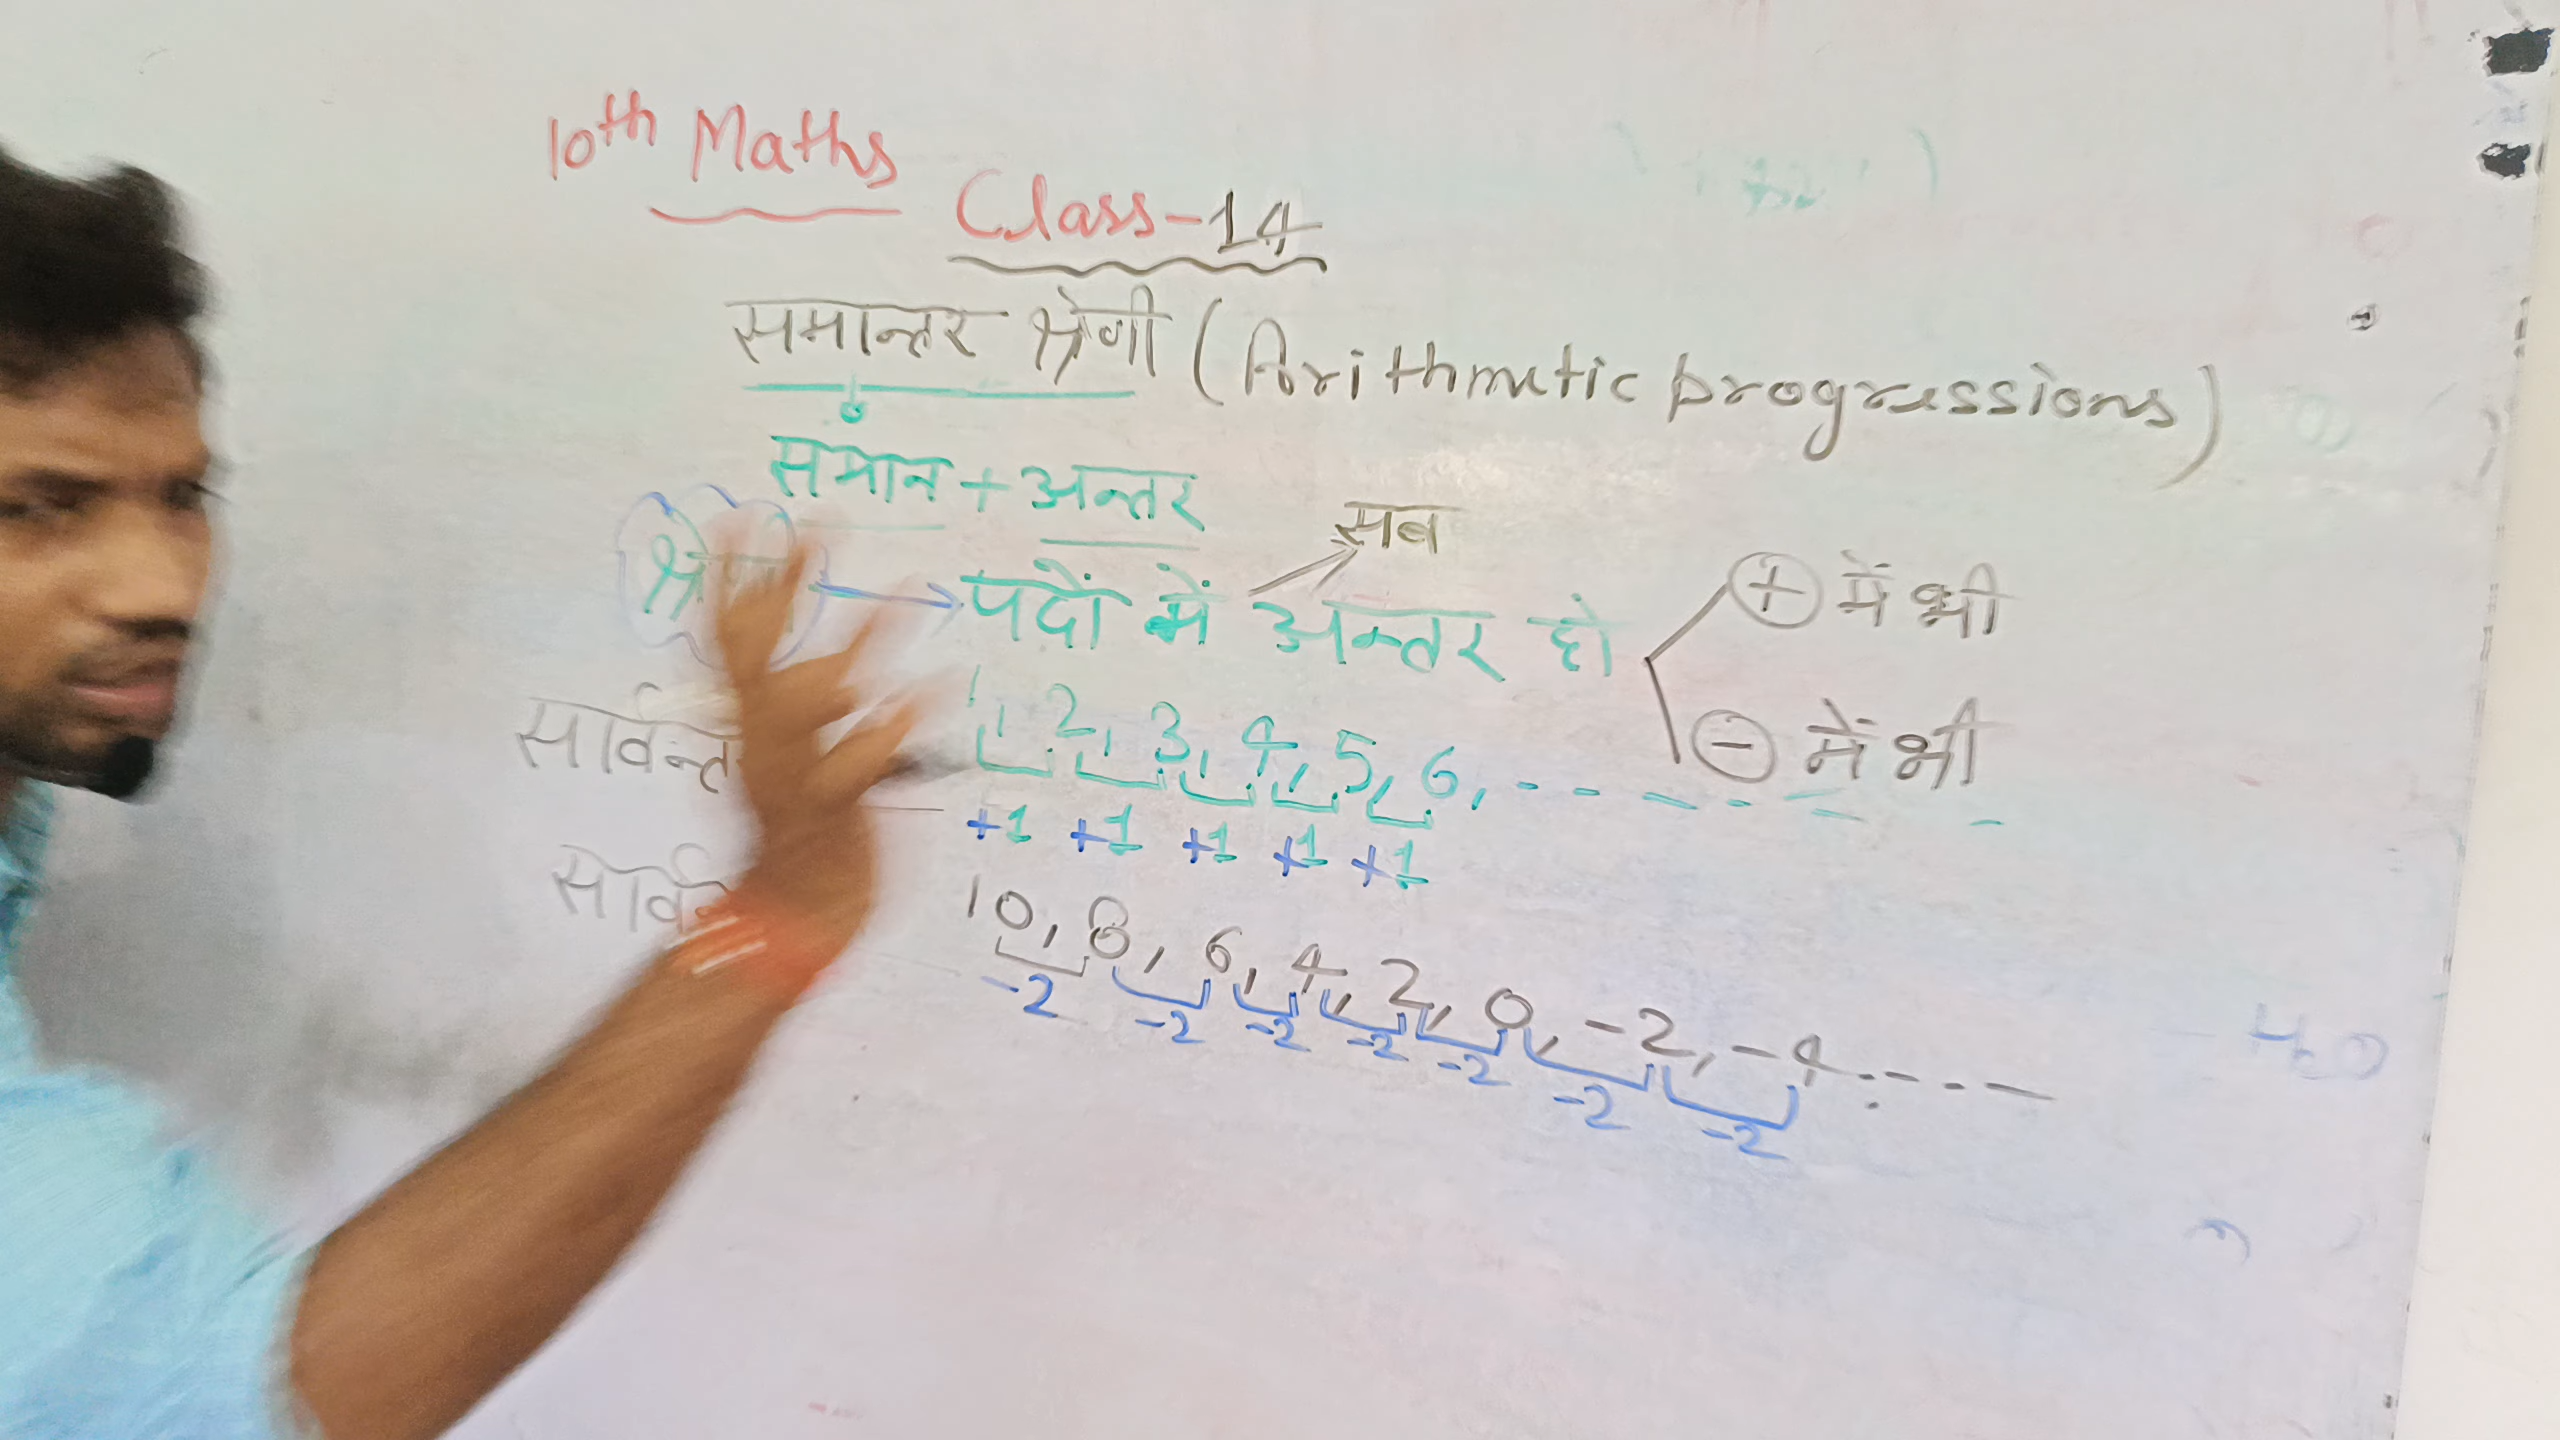 10th Maths
Class-14
समान्तर श्रेणी (Arithmetic progressions)
समान + अन्तर
सब
पदों में अन्तर हो
+ में भी
- में भी
1, 2, 3, 4, 5, 6, - - - - - - -
+1 +1 +1 +1 +1
10, 8, 6, 4, 2, 0, -2, -4 - - - -
-2 -2 -2 -2 -2 -2 -2